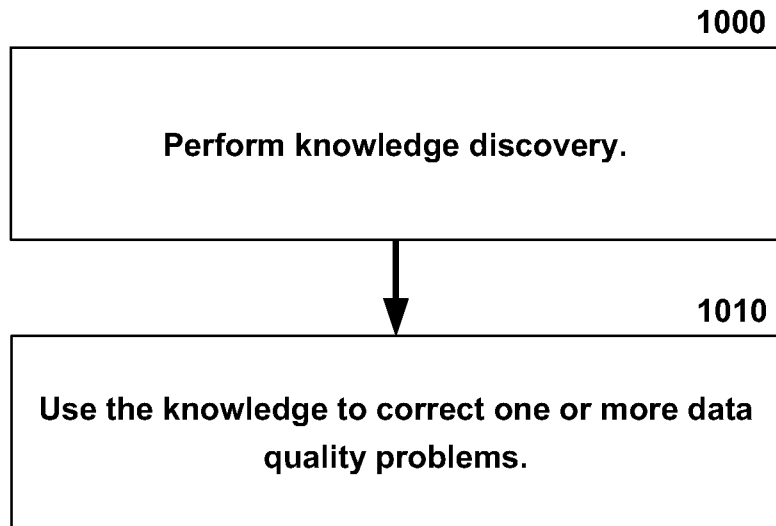 1000
Perform knowledge discovery.
1010
Use the knowledge to correct one or more data
quality problems.